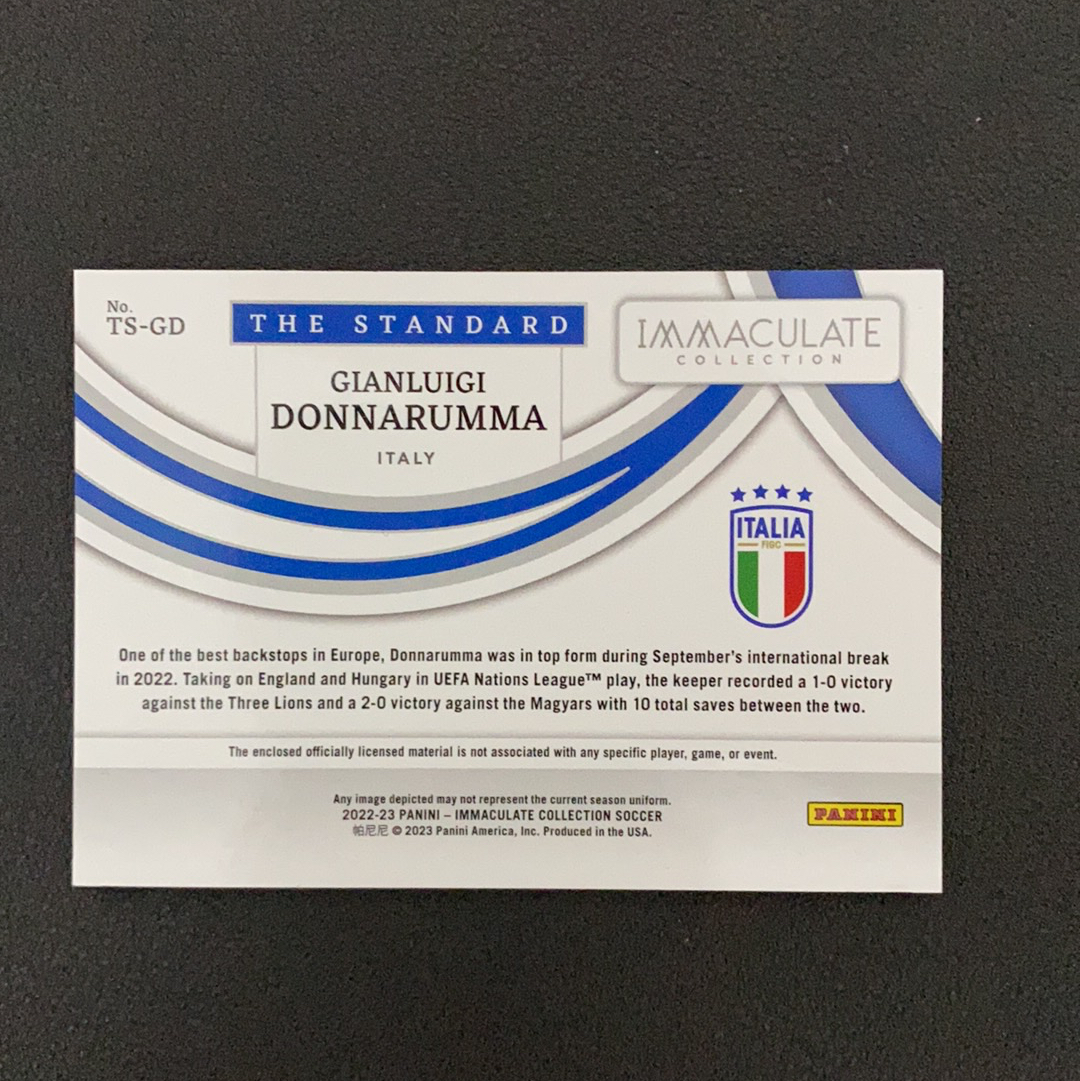 No.
TS-GD
THE STANDARD
IMMACULATE
COLLECTION
GIANLUIGI
DONNARUMMA
ITALY
ITALIA
FIGC
One of the best backstops in Europe, Donnarumma was in top form during September's international break
in 2022. Taking on England and Hungary in UEFA Nations League™ play, the keeper recorded a 1-0 victory
against the Three Lions and a 2-0 victory against the Magyars with 10 total saves between the two.
The enclosed officially licensed material is not associated with any specific player, game, or event.
Any image depicted may not represent the current season uniform.
2022-23 PANINI – IMMACULATE COLLECTION SOCCER
帕尼尼 © 2023 Panini America, Inc. Produced in the USA.
PANINI